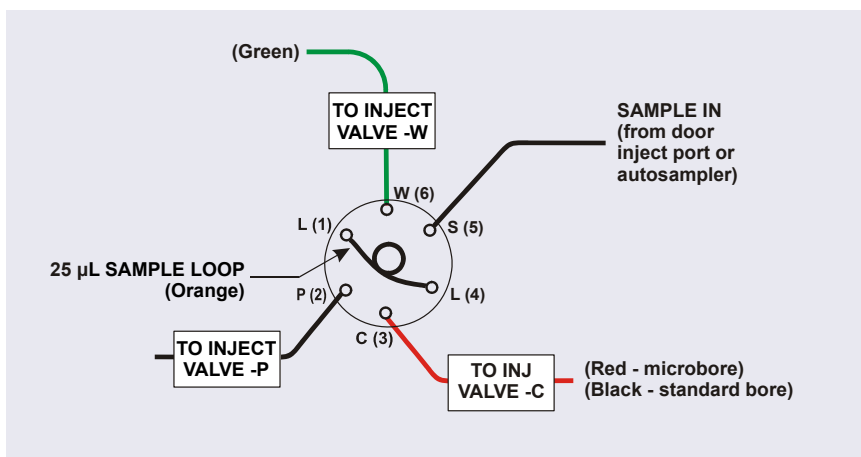 (Green)
TO INJECT
VALVE -W
SAMPLE IN
(from door
inject port or
autosampler)
W (6)
L (1)
S (5)
25 µL SAMPLE LOOP
(Orange)
P (2)
L (4)
C (3)
TO INJECT
VALVE -P
TO INJ
VALVE -C
(Red - microbore)
(Black - standard bore)